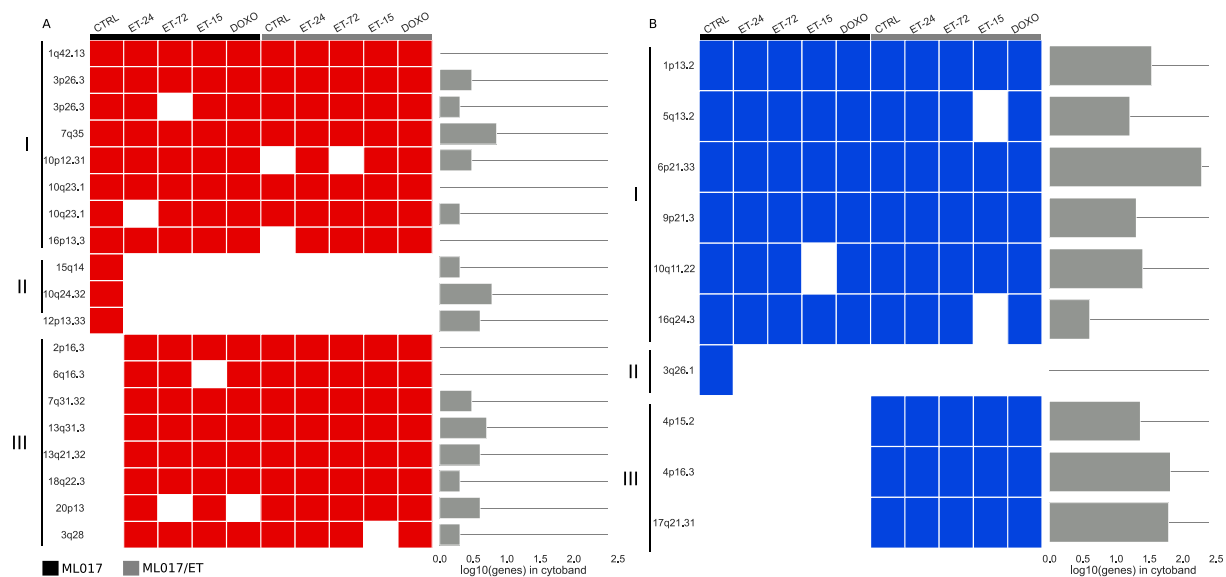 A
CTRL ET-24 ET-72 ET-15 DOXO CTRL ET-24 ET-72 ET-15 DOXO
I
1q42.13
3p26.3
3p26.3
7q35
10p12.31
10q23.1
10q23.1
16p13.3
II
15q14
10q24.32
12p13.33
III
2p16.3
6q16.3
7q31.32
13q31.3
13q21.32
18q22.3
20p13
3q28
0.0 0.5 1.0 1.5 2.0 2.5
log10(genes) in cytoband
ML017 ML017/ET
B
CTRL ET-24 ET-72 ET-15 DOXO CTRL ET-24 ET-72 ET-15 DOXO
I
1p13.2
5q13.2
6p21.33
9p21.3
10q11.22
16q24.3
II
3q26.1
III
4p15.2
4p16.3
17q21.31
0.0 0.5 1.0 1.5 2.0 2.5
log10(genes) in cytoband